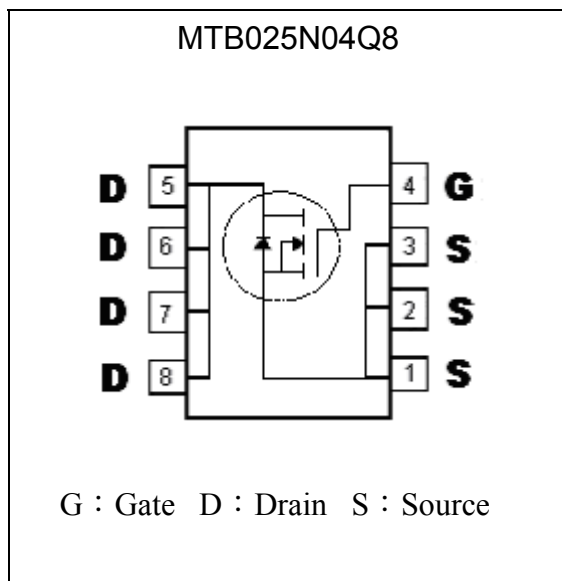 MTB025N04Q8
D 5 4 G
D 6 3 S
D 7 2 S
D 8 1 S
G：Gate D：Drain S：Source